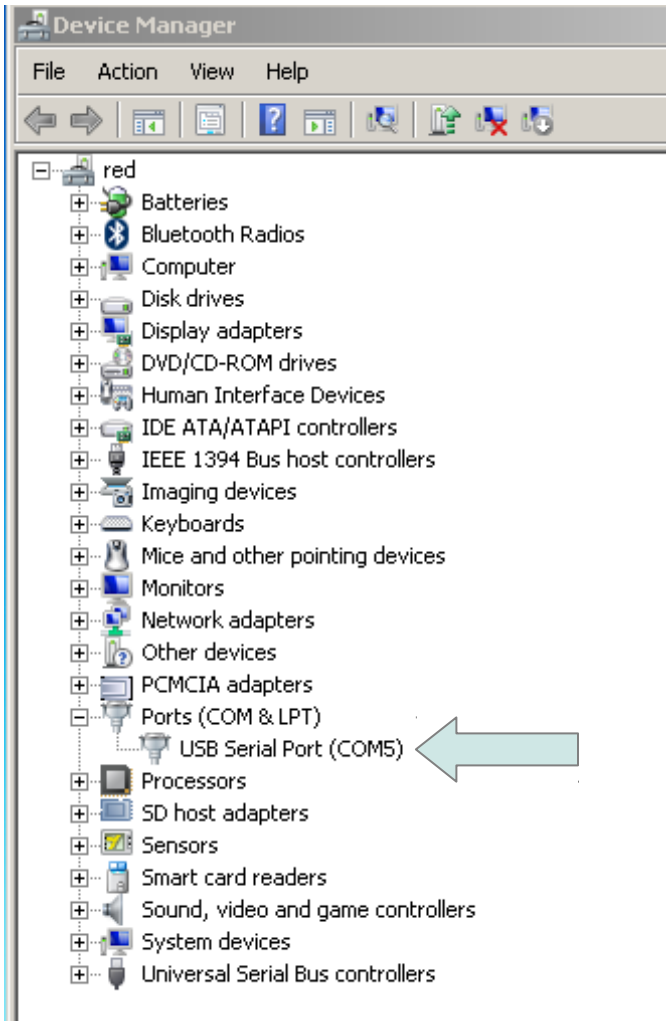 Device Manager
File Action View Help
red
Batteries
Bluetooth Radios
Computer
Disk drives
Display adapters
DVD/CD-ROM drives
Human Interface Devices
IDE ATA/ATAPI controllers
IEEE 1394 Bus host controllers
Imaging devices
Keyboards
Mice and other pointing devices
Monitors
Network adapters
Other devices
PCMCIA adapters
Ports (COM & LPT)
USB Serial Port (COM5)
Processors
SD host adapters
Sensors
Smart card readers
Sound, video and game controllers
System devices
Universal Serial Bus controllers